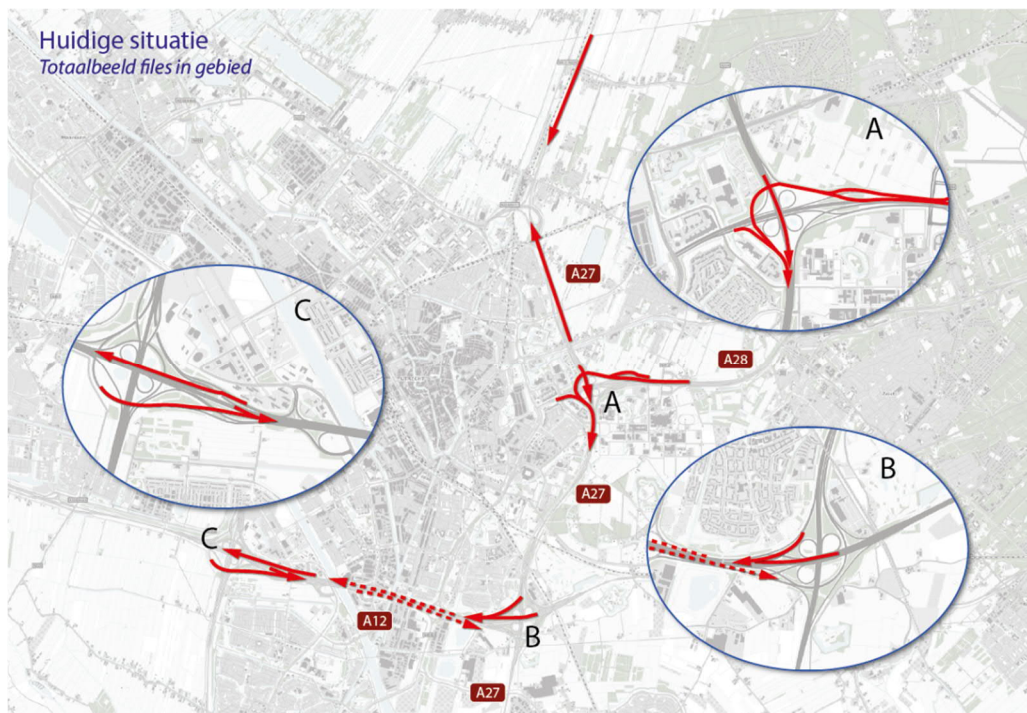 Huidige situatie
Totaalbeeld files in gebied
A
A27
C
A28
A
B
A27
C
A12
B
A27